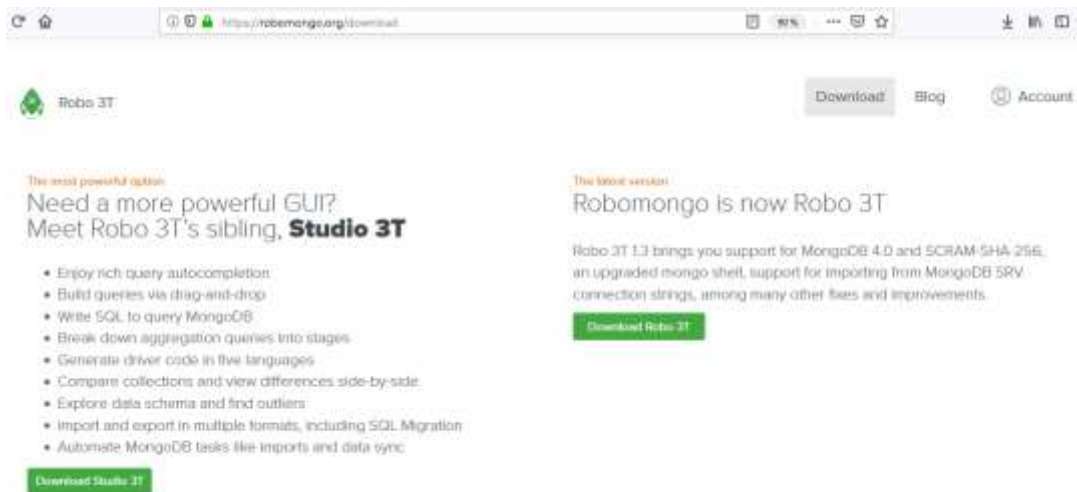 https://robomongo.org/download
90%
Robo 3T
Download
Blog
Account
The most powerful option
Need a more powerful GUI?
Meet Robo 3T's sibling, Studio 3T
• Enjoy rich query autocompletion
• Build queries via drag-and-drop
• Write SQL to query MongoDB
• Break down aggregation queries into stages
• Generate driver code in five languages
• Compare collections and view differences side-by-side
• Explore data schema and find outliers
• Import and export in multiple formats, including SQL Migration
• Automate MongoDB tasks like imports and data sync
Download Studio 3T
The latest version
Robomongo is now Robo 3T
Robo 3T 1.3 brings you support for MongoDB 4.0 and SCRAM-SHA-256,
an upgraded mongo shell, support for importing from MongoDB SRV
connection strings, among many other fixes and improvements.
Download Robo 3T